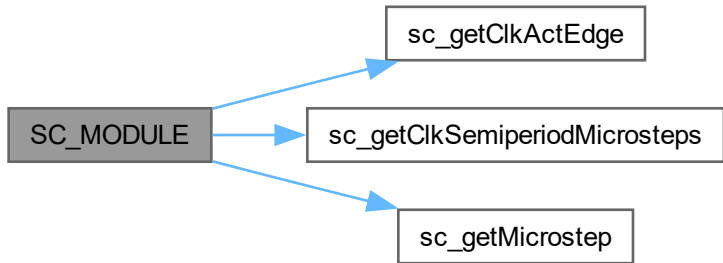 sc_getClkActEdge
SC_MODULE
sc_getClkSemiperiodMicrosteps
sc_getMicrostep